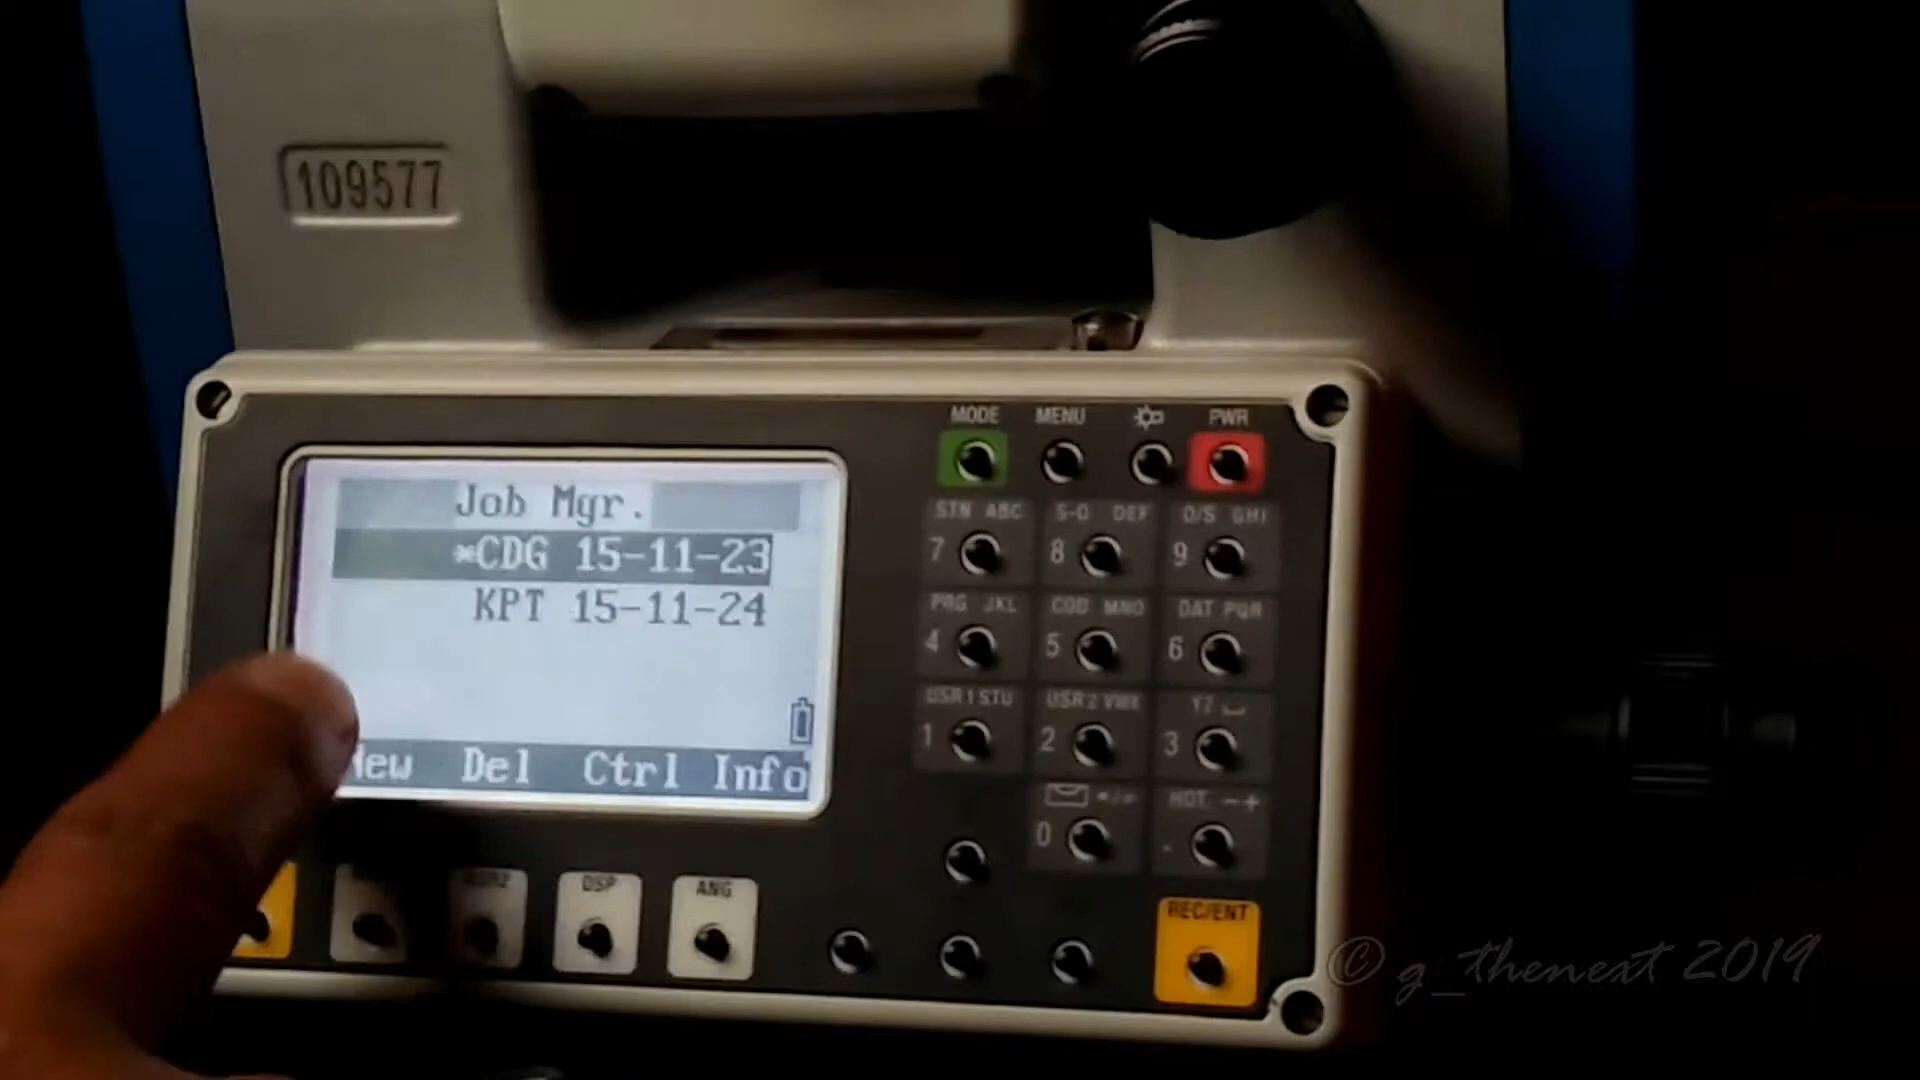 109577
MODE MENU PWR
Job Mgr.
*CDG 15-11-23
KPT 15-11-24
New Del Ctrl Info
STN ABC S-O DEF O/S GHI
7 8 9
PRG JKL COD MNO DAT PQR
4 5 6
USR1 STU USR2 VWX YZ
1 2 3
HOT -+
0 .
DSP ANG
REC/ENT
© g_thenext 2019